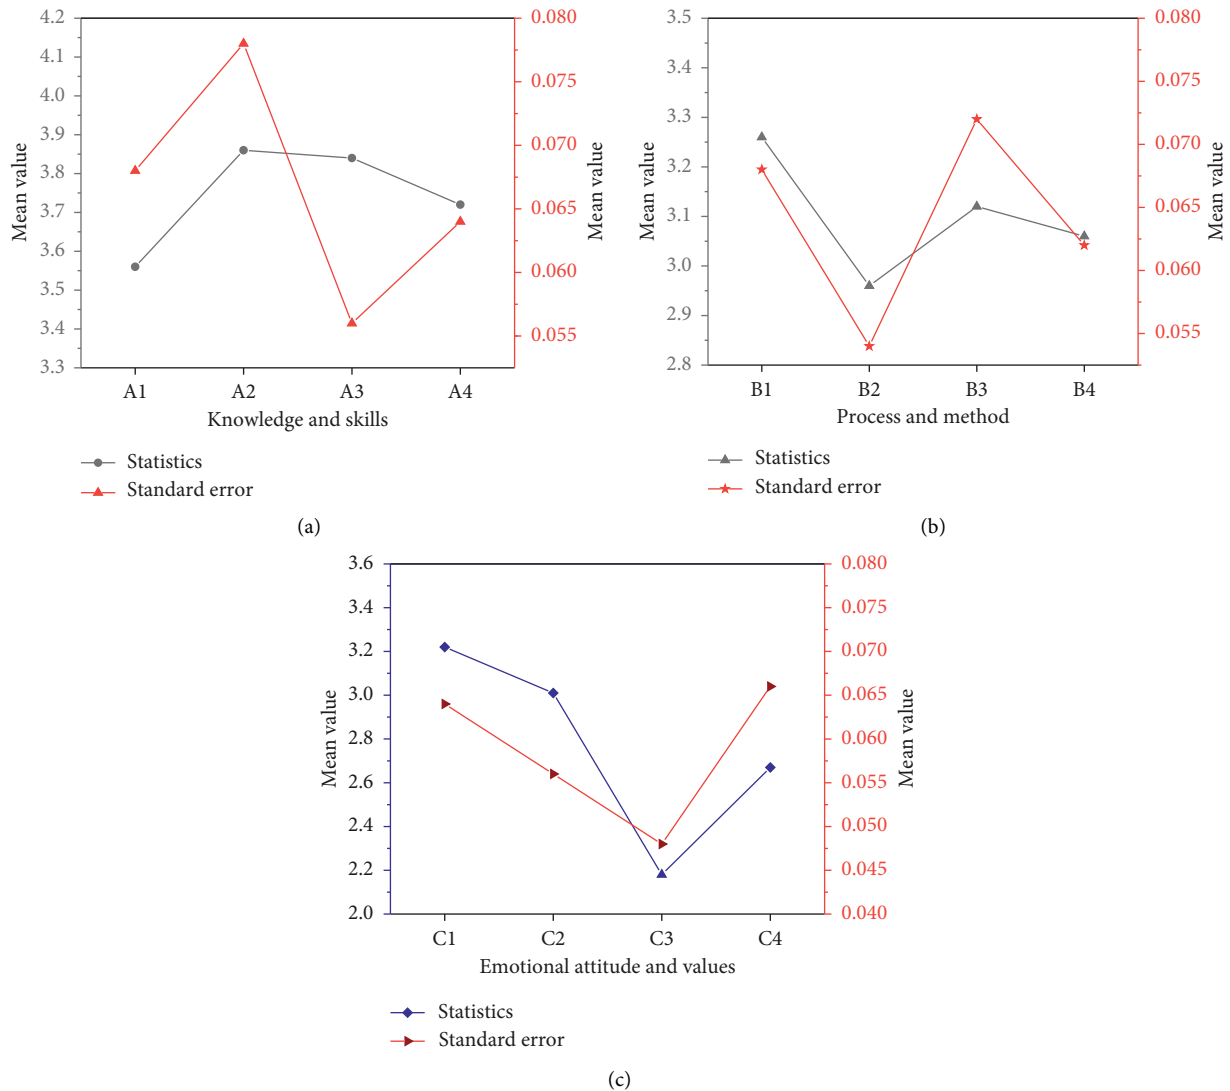 4.2
4.1
4.0
3.9
3.8
3.7
3.6
3.5
3.4
3.3
Mean value
0.080
0.075
0.070
0.065
0.060
0.055
Mean value
A1 A2 A3 A4
Knowledge and skills
Statistics
Standard error
(a)
3.5
3.4
3.3
3.2
3.1
3.0
2.9
2.8
Mean value
0.080
0.075
0.070
0.065
0.060
0.055
Mean value
B1 B2 B3 B4
Process and method
Statistics
Standard error
(b)
3.6
3.4
3.2
3.0
2.8
2.6
2.4
2.2
2.0
Mean value
0.080
0.075
0.070
0.065
0.060
0.055
0.050
0.045
0.040
Mean value
C1 C2 C3 C4
Emotional attitude and values
Statistics
Standard error
(c)